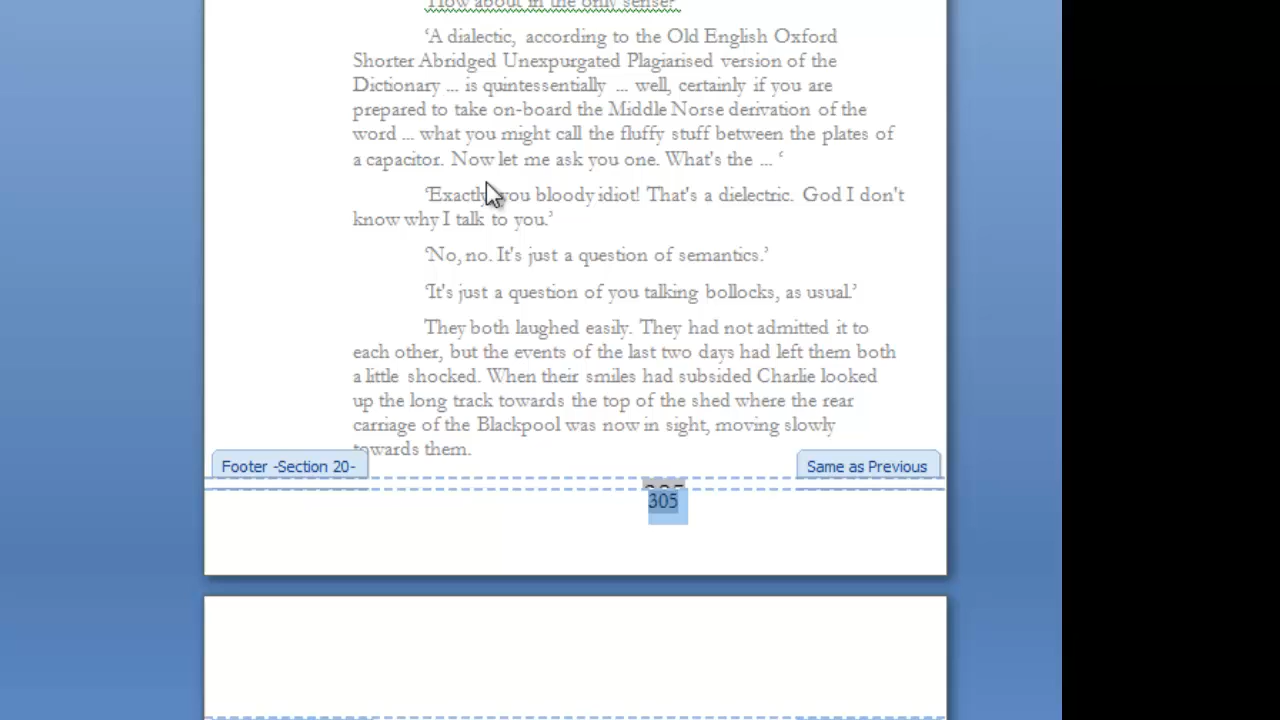 'How about in the only sense?
‘A dialectic, according to the Old English Oxford
Shorter Abridged Unexpurgated Plagiarised version of the
Dictionary ... is quintessentially ... well, certainly if you are
prepared to take on-board the Middle Norse derivation of the
word ... what you might call the fluffy stuff between the plates of
a capacitor. Now let me ask you one. What's the ... ‘
‘Exactly you bloody idiot! That's a dielectric. God I don't
know why I talk to you.’
‘No, no. It's just a question of semantics.’
‘It's just a question of you talking bollocks, as usual.’
They both laughed easily. They had not admitted it to
each other, but the events of the last two days had left them both
a little shocked. When their smiles had subsided Charlie looked
up the long track towards the top of the shed where the rear
carriage of the Blackpool was now in sight, moving slowly
towards them.
Footer -Section 20-
Same as Previous
305